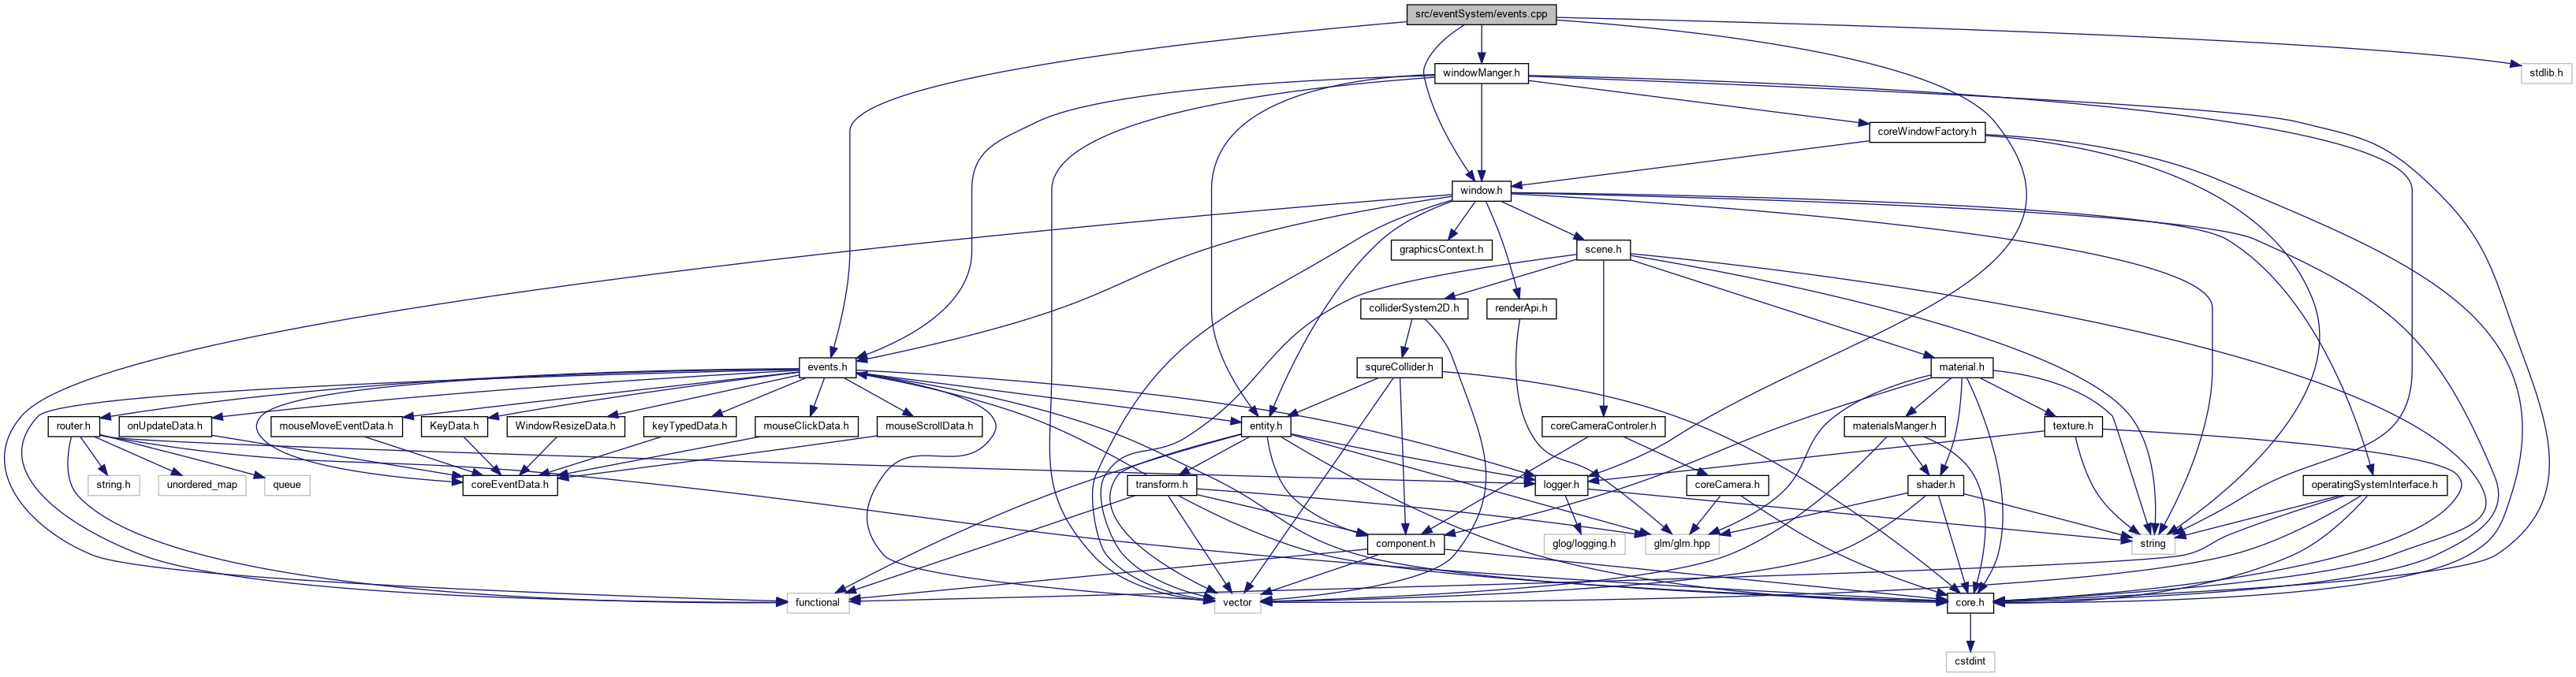 src/eventSystem/events.cpp
windowManger.h
stdlib.h
coreWindowFactory.h
window.h
graphicsContext.h
scene.h
colliderSystem2D.h
renderApi.h
events.h
squreCollider.h
material.h
router.h
onUpdateData.h
mouseMoveEventData.h
KeyData.h
WindowResizeData.h
keyTypedData.h
mouseClickData.h
mouseScrollData.h
entity.h
coreCameraControler.h
materialsManger.h
texture.h
string.h
unordered_map
queue
coreEventData.h
transform.h
logger.h
coreCamera.h
shader.h
operatingSystemInterface.h
component.h
glog/logging.h
glm/glm.hpp
string
functional
vector
core.h
cstdint